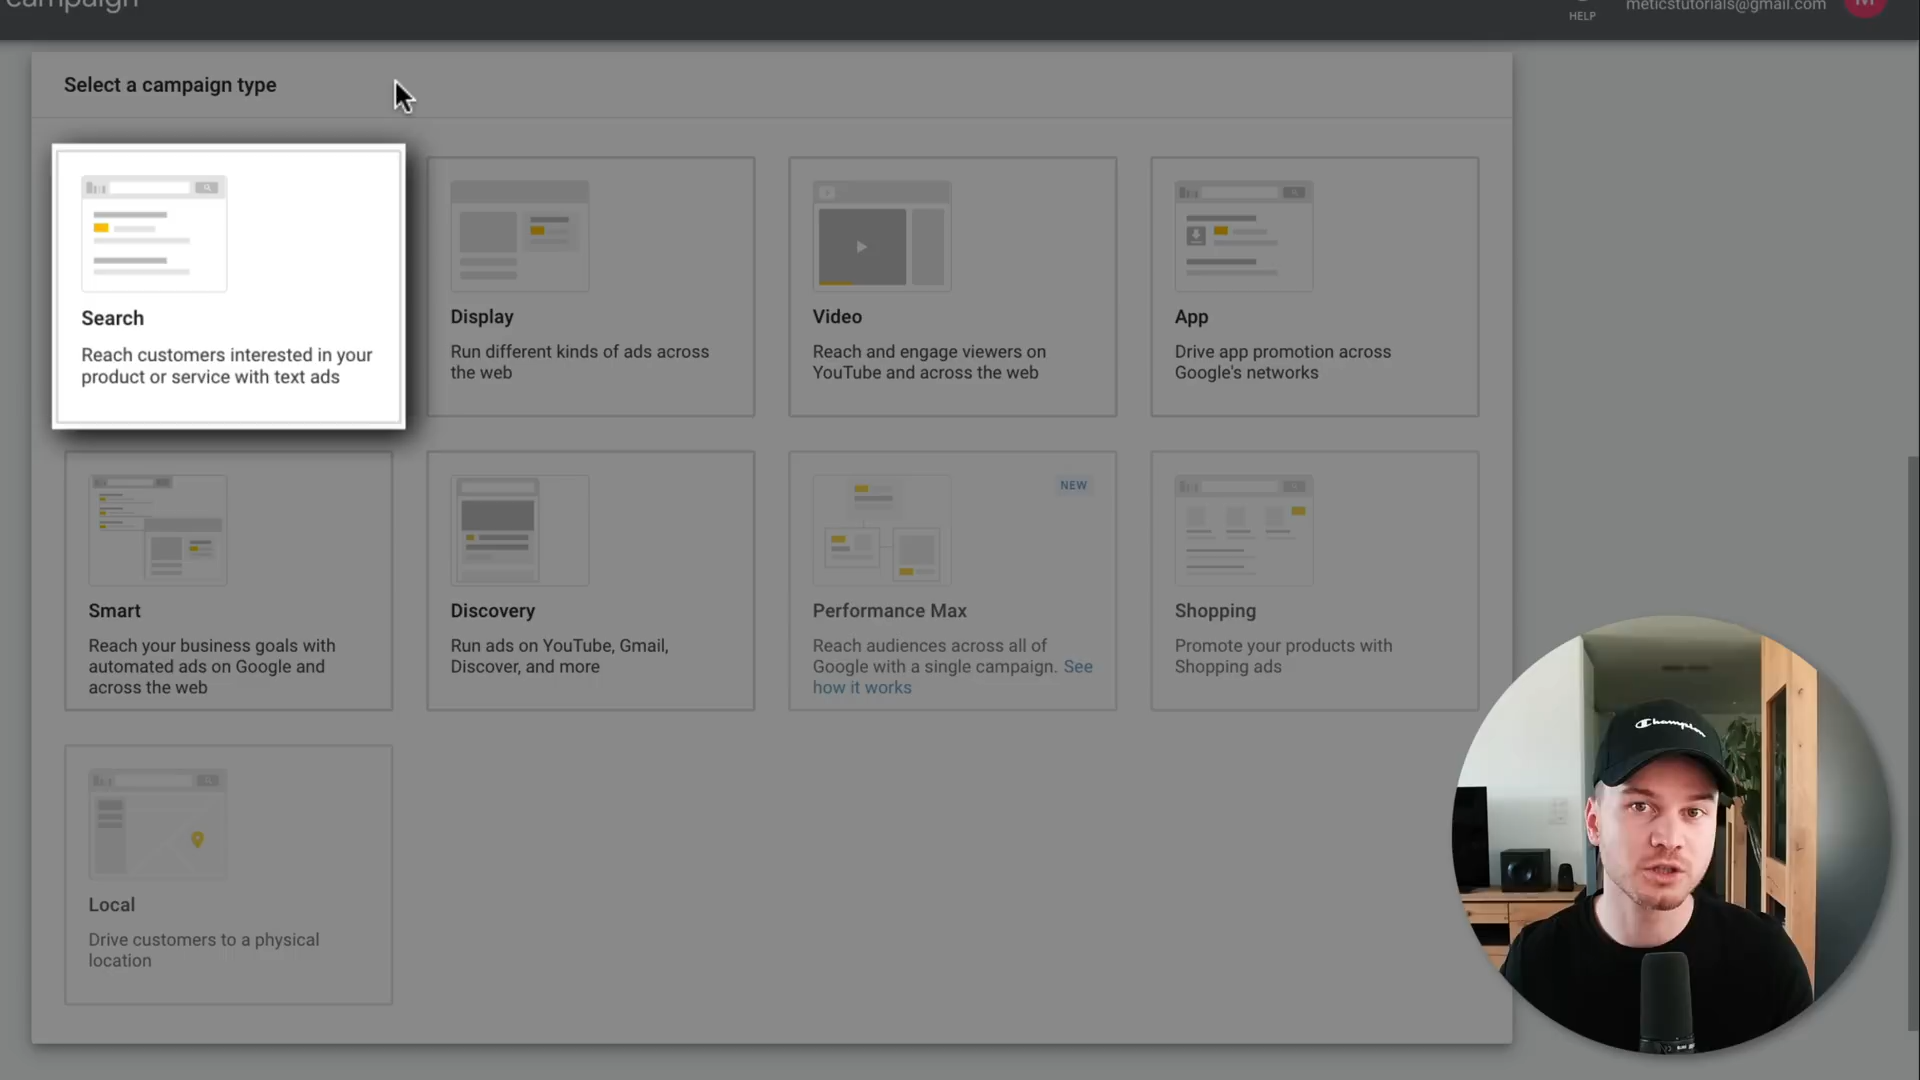 campaign
HELP
meticstutorials@gmail.com
M
Select a campaign type
Search
Reach customers interested in your
product or service with text ads
Display
Run different kinds of ads across
the web
Video
Reach and engage viewers on
YouTube and across the web
App
Drive app promotion across
Google's networks
Smart
Reach your business goals with
automated ads on Google and
across the web
Discovery
Run ads on YouTube, Gmail,
Discover, and more
NEW
Performance Max
Reach audiences across all of
Google with a single campaign. See
how it works
Shopping
Promote your products with
Shopping ads
Local
Drive customers to a physical
location
Champion